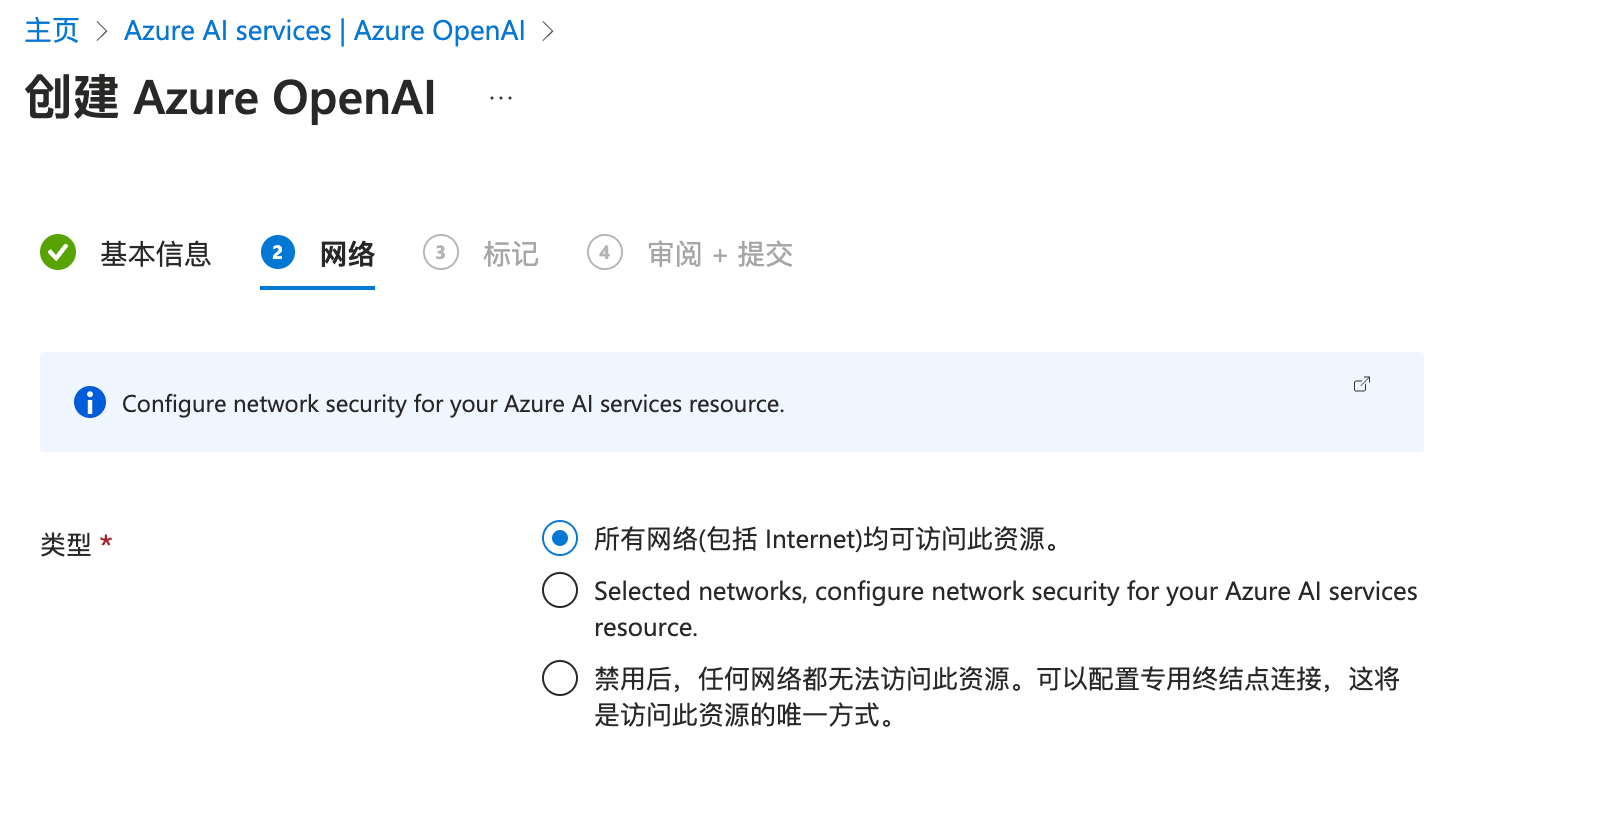 主页 > Azure AI services | Azure OpenAI >
创建 Azure OpenAI ...
基本信息 2 网络 3 标记 4 审阅 + 提交
Configure network security for your Azure AI services resource.
类型 *
所有网络(包括 Internet)均可访问此资源。
Selected networks, configure network security for your Azure AI services
resource.
禁用后，任何网络都无法访问此资源。可以配置专用终结点连接，这将
是访问此资源的唯一方式。